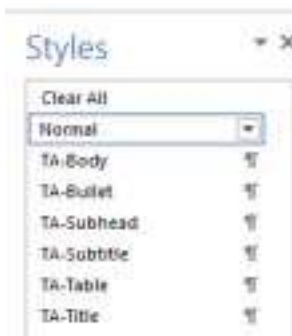 Styles
Clear All
Normal
TA-Body
TA-Bullet
TA-Subhead
TA-Subtitle
TA-Table
TA-Title